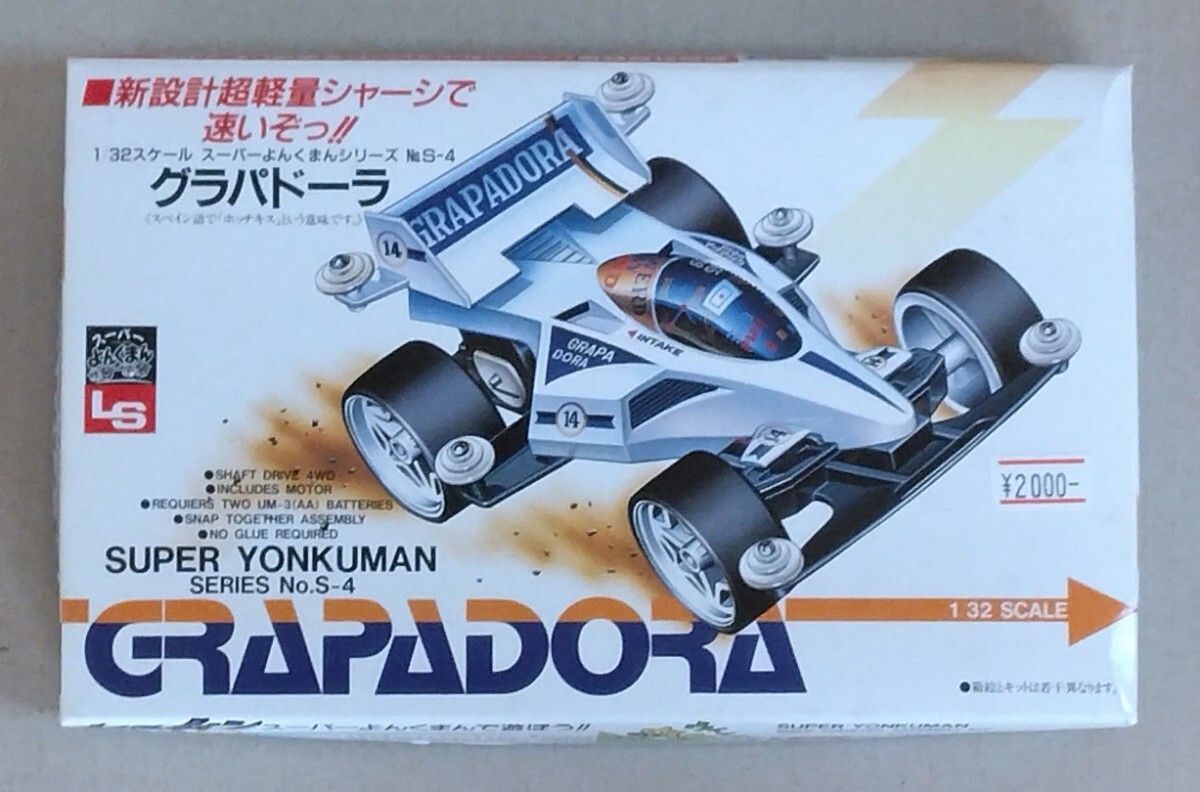 ■新設計超軽量シャーシで
速いぞっ!!
1/32スケール スーパーよんくまんシリーズ №S-4
グラパドーラ
《スペイン語で「ホッチキス」という意味です。》
GRAPADORA
14
INTAKE
GRAPA
DORA
14
14
スーパー
よんくまん
LS
●SHAFT DRIVE 4WD
●INCLUDES MOTOR
●REQUIERS TWO UM-3(AA) BATTERIES
●SNAP TOGETHER ASSEMBLY
●NO GLUE REQUIRED
SUPER YONKUMAN
SERIES No.S-4
¥2000-
1/32 SCALE
GRAPADORA
●箱絵とキットは若干異なります。
スーパーよんくまんで遊ぼう!!
SUPER YONKUMAN